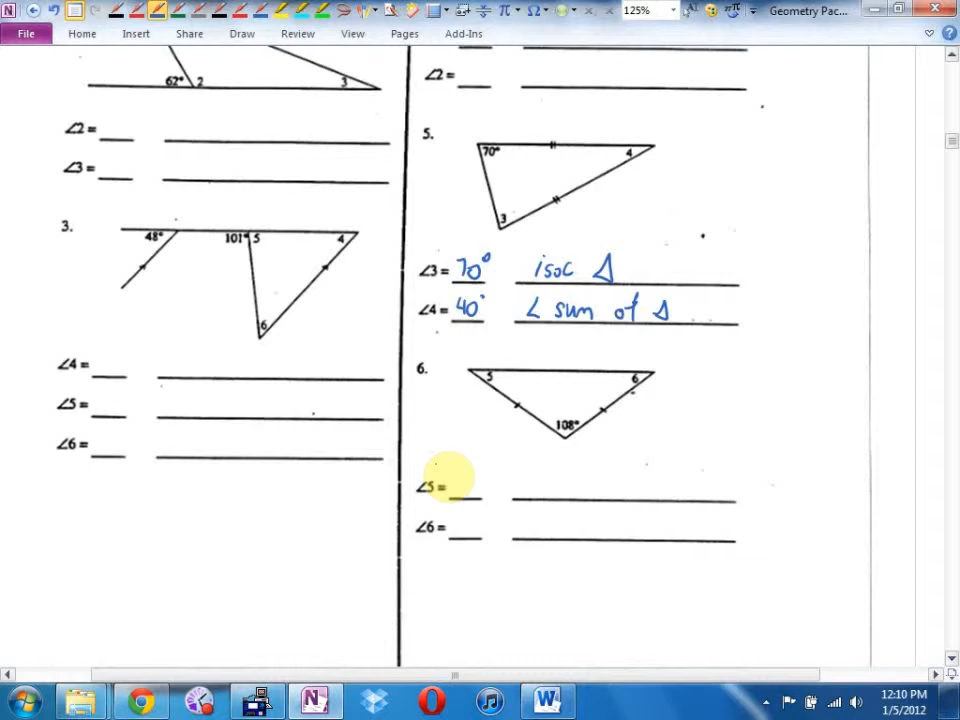 125%
Geometry Pac...
File Home Insert Share Draw Review View Pages Add-Ins
62° 2 3
∠2 =
∠3 =
3.
48° 101° 5 4
6
∠4 =
∠5 =
∠6 =
∠2 =
5.
70° 4
3
∠3 = 70° isoc Δ
∠4 = 40° ∠ sum of Δ
6.
5 6
108°
∠5 =
∠6 =
12:10 PM
1/5/2012